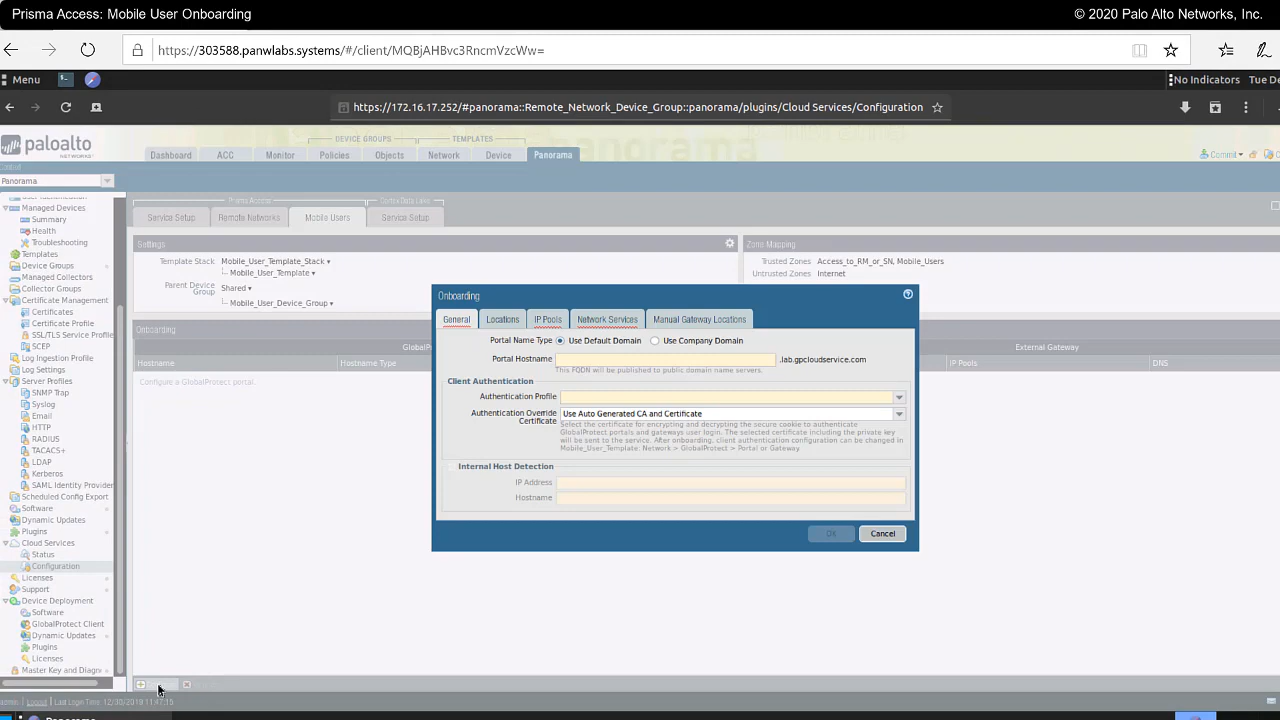 Prisma Access: Mobile User Onboarding
© 2020 Palo Alto Networks, Inc.
https://303588.panwlabs.systems/#/client/MQBjAHBvc3RncmVzcWw=
Menu
No Indicators
Tue De
https://172.16.17.252/#panorama::Remote_Network_Device_Group::panorama/plugins/Cloud Services/Configuration
paloalto
NETWORKS
DEVICE GROUPS
TEMPLATES
Dashboard
ACC
Monitor
Policies
Objects
Network
Device
Panorama
Commit
Context
Panorama
Prisma Access
Cortex Data Lake
Service Setup
Remote Networks
Mobile Users
Service Setup
Managed Devices
Summary
Health
Troubleshooting
Templates
Device Groups
Managed Collectors
Collector Groups
Certificate Management
Certificates
Certificate Profile
SSL/TLS Service Profile
SCEP
Log Ingestion Profile
Log Settings
Server Profiles
SNMP Trap
Syslog
Email
HTTP
RADIUS
TACACS+
LDAP
Kerberos
SAML Identity Provider
Scheduled Config Export
Software
Dynamic Updates
Plugins
Cloud Services
Status
Configuration
Licenses
Support
Device Deployment
Software
GlobalProtect Client
Dynamic Updates
Plugins
Licenses
Master Key and Diagno
Settings
Template Stack
Mobile_User_Template_Stack
Mobile_User_Template
Parent Device Group
Shared
Mobile_User_Device_Group
Zone Mapping
Trusted Zones
Access_to_RM_or_SN, Mobile_Users
Untrusted Zones
Internet
Onboarding
External Gateway
Hostname
Hostname Type
IP Pools
DNS
Configure a GlobalProtect portal.
Onboarding
General
Locations
IP Pools
Network Services
Manual Gateway Locations
Portal Name Type
Use Default Domain
Use Company Domain
Portal Hostname
.lab.gpcloudservice.com
This FQDN will be published to public domain name servers.
Client Authentication
Authentication Profile
Authentication Override Certificate
Use Auto Generated CA and Certificate
Select the certificate for encrypting and decrypting the secure cookie to authenticate
GlobalProtect portals and gateways user login. The selected certificate including the private key
will be sent to the service. After onboarding, client authentication configuration can be changed in
Mobile_User_Template: Network > GlobalProtect > Portal or Gateway.
Internal Host Detection
IP Address
Hostname
OK
Cancel
admin
Logout
Last Login Time: 12/30/2018 11:47:15
Panorama